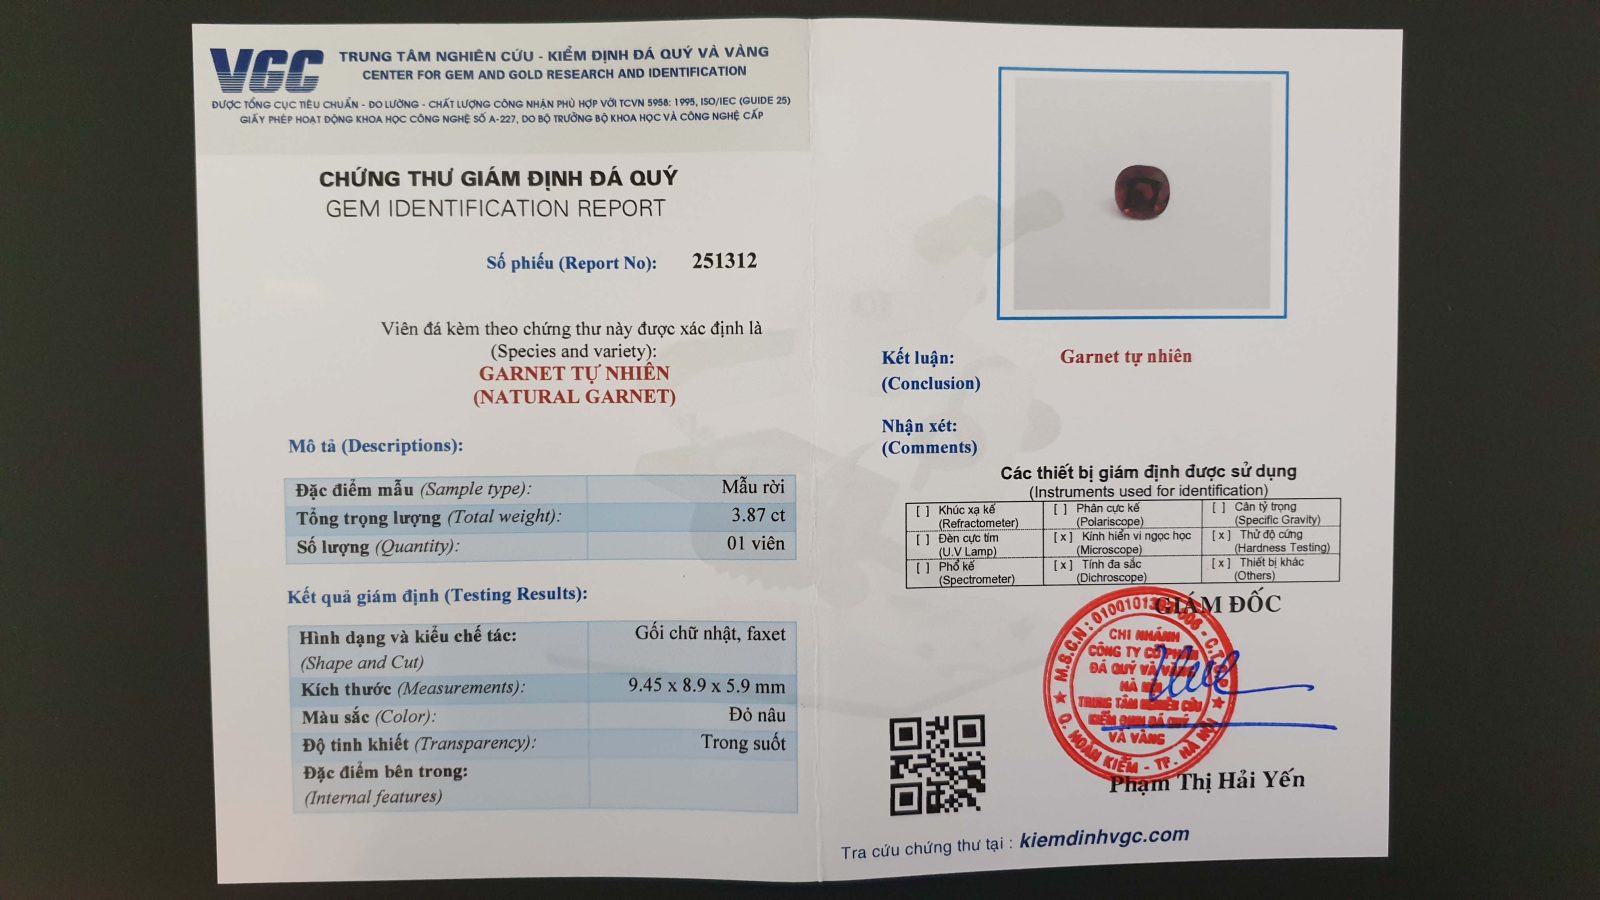 VGC
TRUNG TÂM NGHIÊN CỨU - KIỂM ĐỊNH ĐÁ QUÝ VÀ VÀNG
CENTER FOR GEM AND GOLD RESEARCH AND IDENTIFICATION
ĐƯỢC TỔNG CỤC TIÊU CHUẨN - ĐO LƯỜNG - CHẤT LƯỢNG CÔNG NHẬN PHÙ HỢP VỚI TCVN 5958: 1995, ISO/IEC (GUIDE 25)
GIẤY PHÉP HOẠT ĐỘNG KHOA HỌC CÔNG NGHỆ SỐ A-227, DO BỘ TRƯỞNG BỘ KHOA HỌC VÀ CÔNG NGHỆ CẤP
CHỨNG THƯ GIÁM ĐỊNH ĐÁ QUÝ
GEM IDENTIFICATION REPORT
Số phiếu (Report No): 251312
Viên đá kèm theo chứng thư này được xác định là
(Species and variety):
GARNET TỰ NHIÊN
(NATURAL GARNET)
Mô tả (Descriptions):
Đặc điểm mẫu (Sample type): Mẫu rời
Tổng trọng lượng (Total weight): 3.87 ct
Số lượng (Quantity): 01 viên
Kết quả giám định (Testing Results):
Hình dạng và kiểu chế tác: Gối chữ nhật, faxet
(Shape and Cut)
Kích thước (Measurements): 9.45 x 8.9 x 5.9 mm
Màu sắc (Color): Đỏ nâu
Độ tinh khiết (Transparency): Trong suốt
Đặc điểm bên trong:
(Internal features)
Kết luận: Garnet tự nhiên
(Conclusion)
Nhận xét:
(Comments)
Các thiết bị giám định được sử dụng
(Instruments used for identification)
[ ] Khúc xạ kế [ ] Phân cực kế [ ] Cân tỷ trọng
(Refractometer) (Polariscope) (Specific Gravity)
[ ] Đèn cực tím [x] Kính hiển vi ngọc học [x] Thử độ cứng
(U.V Lamp) (Microscope) (Hardness Testing)
[ ] Phổ kế [x] Tính đa sắc [x] Thiết bị khác
(Spectrometer) (Dichroscope) (Others)
GIÁM ĐỐC
CHI NHÁNH
CÔNG TY CỔ PHẦN
ĐÁ QUÝ VÀ VÀNG
HÀ NỘI
TRUNG TÂM NGHIÊN CỨU
KIỂM ĐỊNH ĐÁ QUÝ
VÀ VÀNG
Q. HOÀN KIẾM - TP. HÀ NỘI
Phạm Thị Hải Yến
Tra cứu chứng thư tại : kiemdinhvgc.com